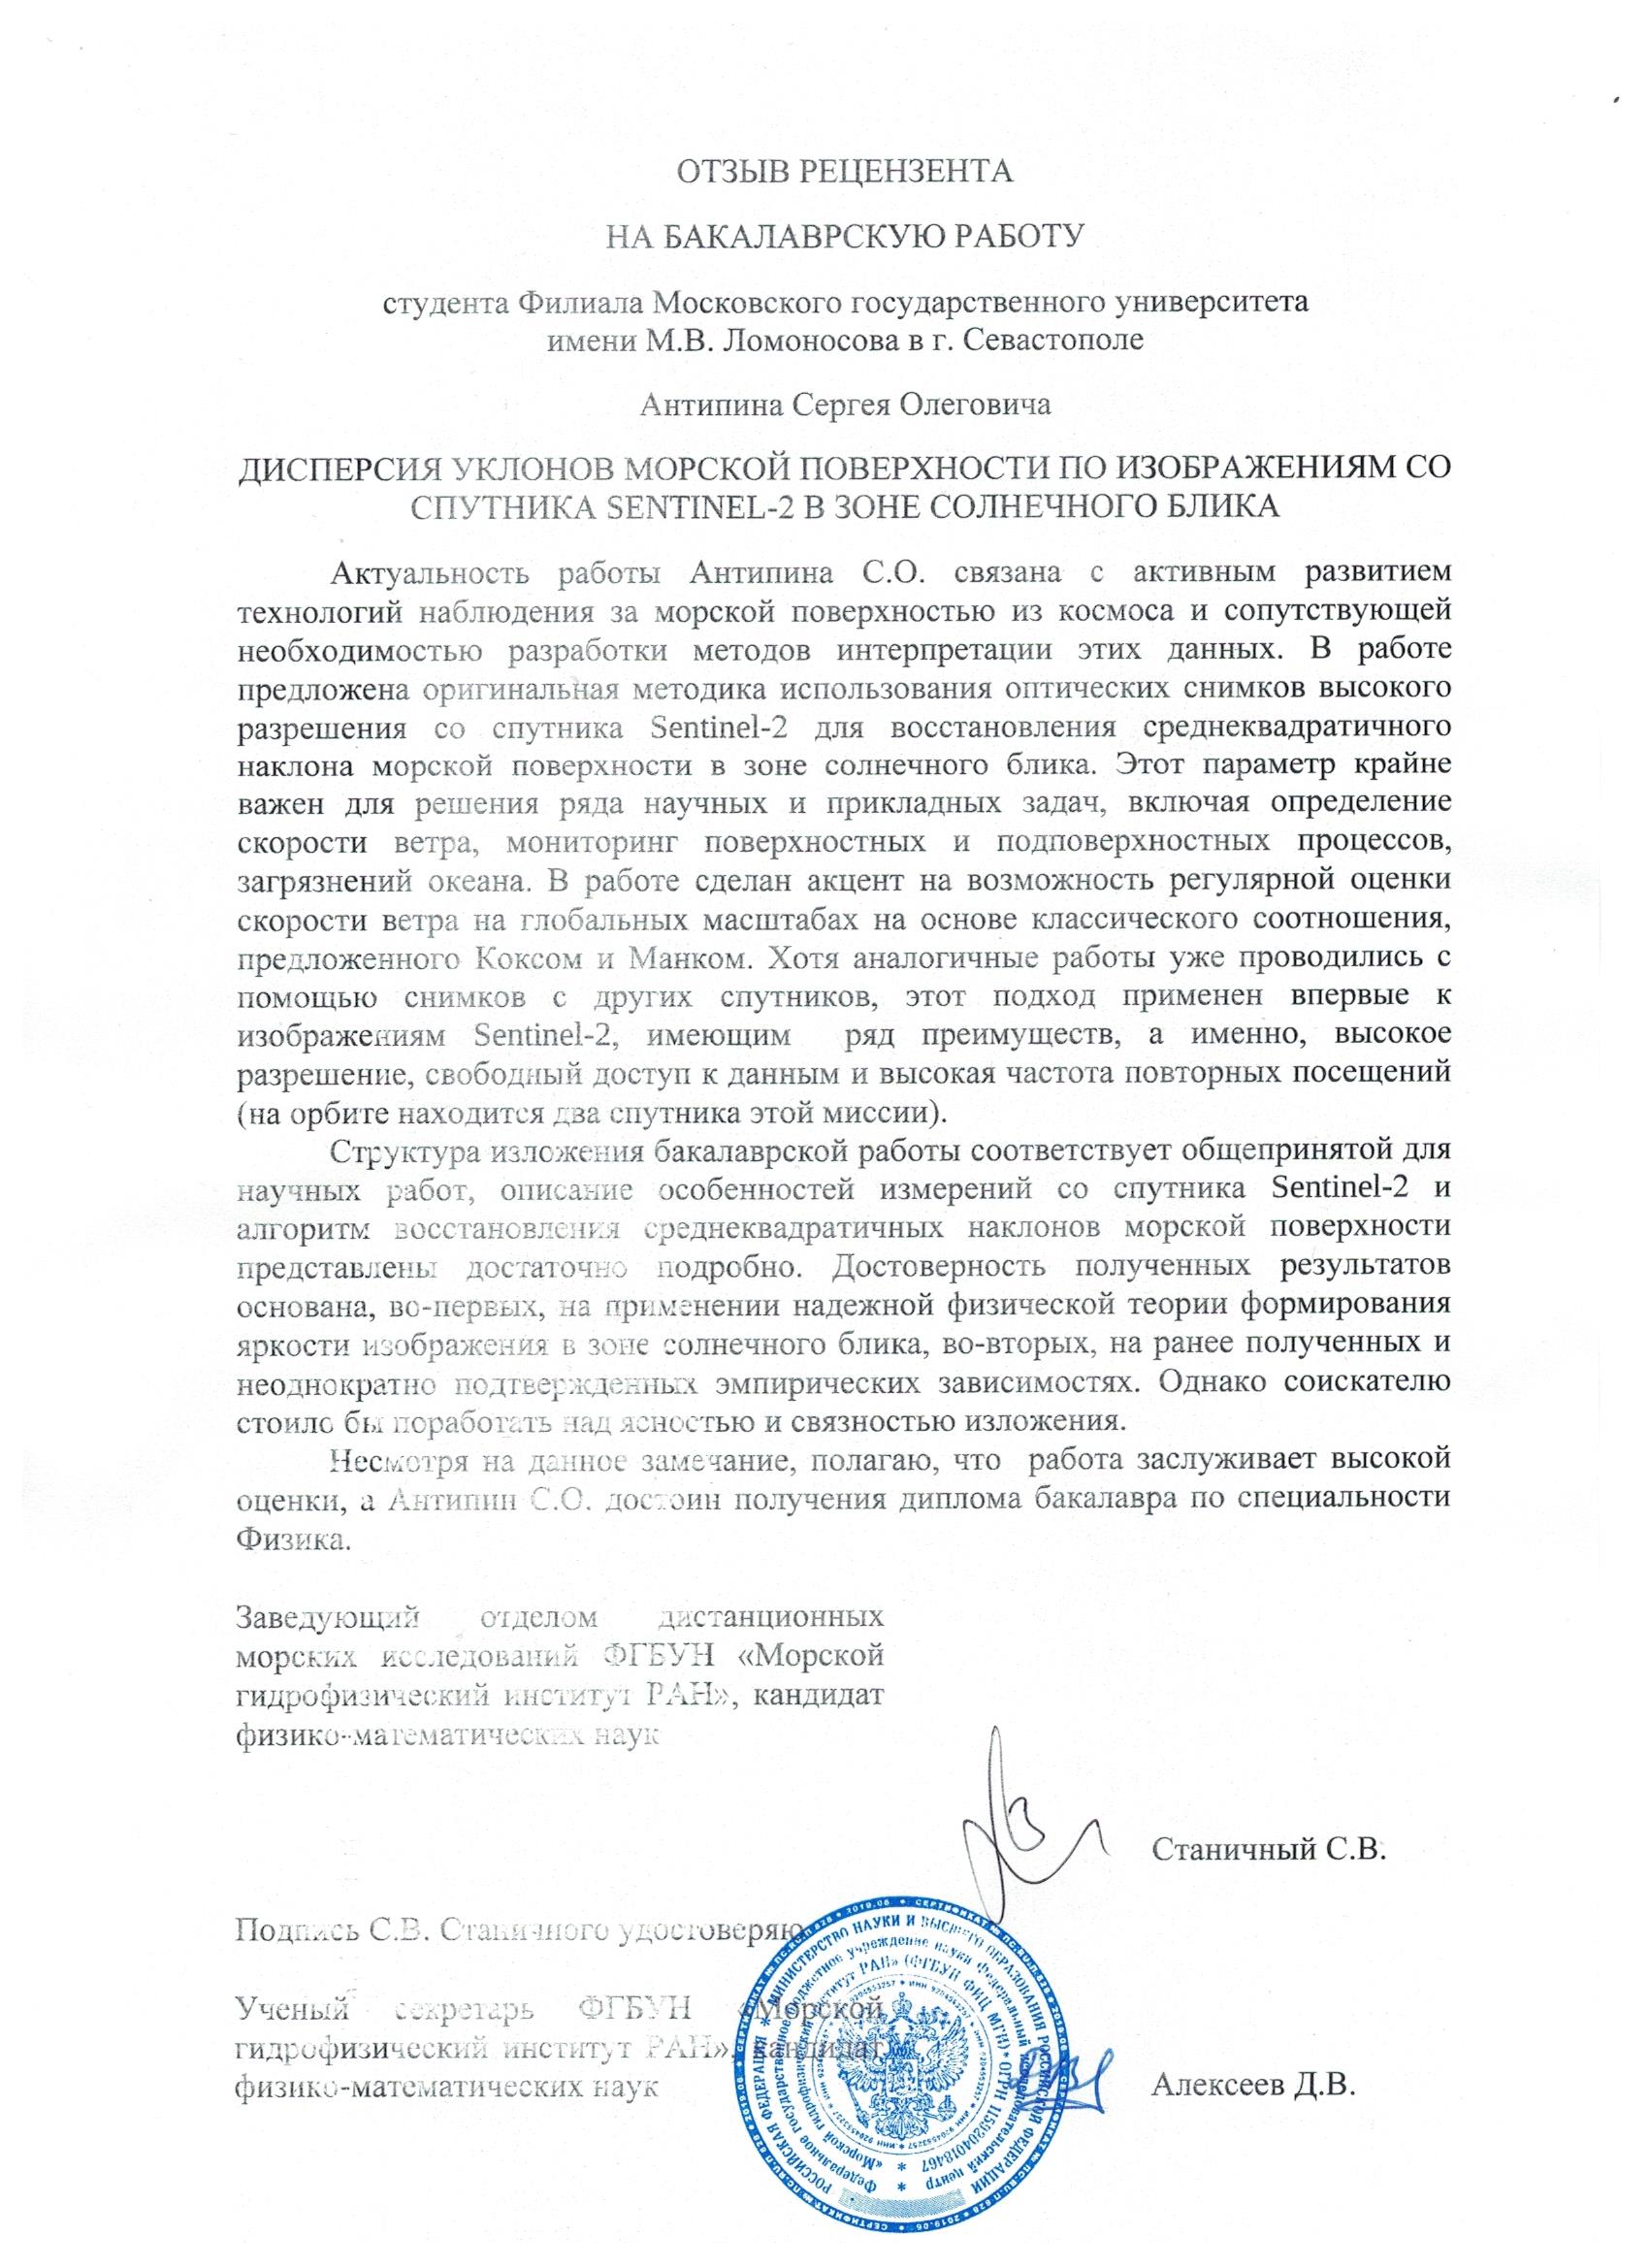 ОТЗЫВ РЕЦЕНЗЕНТА
НА БАКАЛАВРСКУЮ РАБОТУ
студента Филиала Московского государственного университета
имени М.В. Ломоносова в г. Севастополе
Антипина Сергея Олеговича
ДИСПЕРСИЯ УКЛОНОВ МОРСКОЙ ПОВЕРХНОСТИ ПО ИЗОБРАЖЕНИЯМ СО
СПУТНИКА SENTINEL-2 В ЗОНЕ СОЛНЕЧНОГО БЛИКА
Актуальность работы Антипина С.О. связана с активным развитием
технологий наблюдения за морской поверхностью из космоса и сопутствующей
необходимостью разработки методов интерпретации этих данных. В работе
предложена оригинальная методика использования оптических снимков высокого
разрешения со спутника Sentinel-2 для восстановления среднеквадратичного
наклона морской поверхности в зоне солнечного блика. Этот параметр крайне
важен для решения ряда научных и прикладных задач, включая определение
скорости ветра, мониторинг поверхностных и подповерхностных процессов,
загрязнений океана. В работе сделан акцент на возможность регулярной оценки
скорости ветра на глобальных масштабах на основе классического соотношения,
предложенного Коксом и Манком. Хотя аналогичные работы уже проводились с
помощью снимков с других спутников, этот подход применен впервые к
изображениям Sentinel-2, имеющим ряд преимуществ, а именно, высокое
разрешение, свободный доступ к данным и высокая частота повторных посещений
(на орбите находится два спутника этой миссии).
Структура изложения бакалаврской работы соответствует общепринятой для
научных работ, описание особенностей измерений со спутника Sentinel-2 и
алгоритм восстановления среднеквадратичных наклонов морской поверхности
представлены достаточно подробно. Достоверность полученных результатов
основана, во-первых, на применении надежной физической теории формирования
яркости изображения в зоне солнечного блика, во-вторых, на ранее полученных и
неоднократно подтвержденных эмпирических зависимостях. Однако соискателю
стоило бы поработать над ясностью и связностью изложения.
Несмотря на данное замечание, полагаю, что работа заслуживает высокой
оценки, а Антипин С.О. достоин получения диплома бакалавра по специальности
Физика.
Заведующий отделом дистанционных
морских исследований ФГБУН «Морской
гидрофизический институт РАН», кандидат
физико-математических наук
Станичный С.В.
Подпись С.В. Станичного удостоверяю
Ученый секретарь ФГБУН «Морской
гидрофизический институт РАН», кандидат
физико-математических наук
Алексеев Д.В.
РОССИЙСКАЯ ФЕДЕРАЦИЯ * МИНИСТЕРСТВО НАУКИ И ВЫСШЕГО ОБРАЗОВАНИЯ РОССИЙСКОЙ ФЕДЕРАЦИИ
Федеральное государственное бюджетное учреждение науки Федеральный исследовательский центр
«Морской гидрофизический институт РАН» (ФГБУН ФИЦ МГИ) * ОГРН 1159204018467